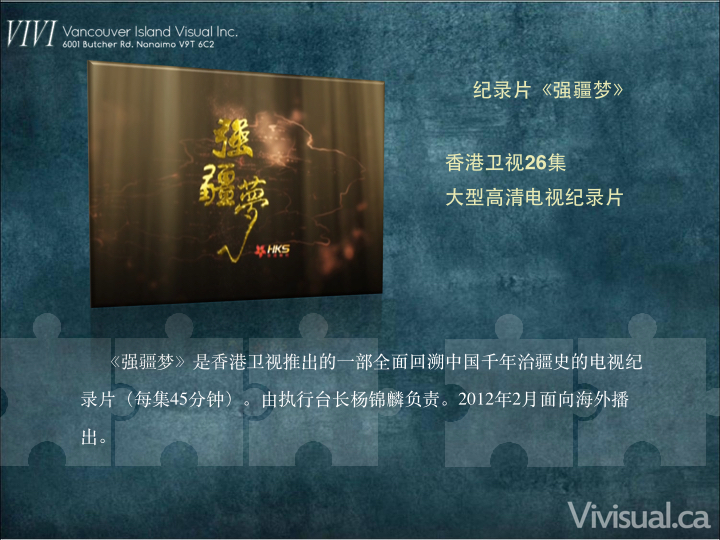 VIVI
Vancouver Island Visual Inc.
6001 Butcher Rd. Nanaimo V9T 6C2
纪录片《强疆梦》
香港卫视26集
大型高清电视纪录片
强
疆夢
HKS
《强疆梦》是香港卫视推出的一部全面回溯中国千年治疆史的电视纪
录片（每集45分钟）。由执行台长杨锦麟负责。2012年2月面向海外播
出。
Vivisual.ca